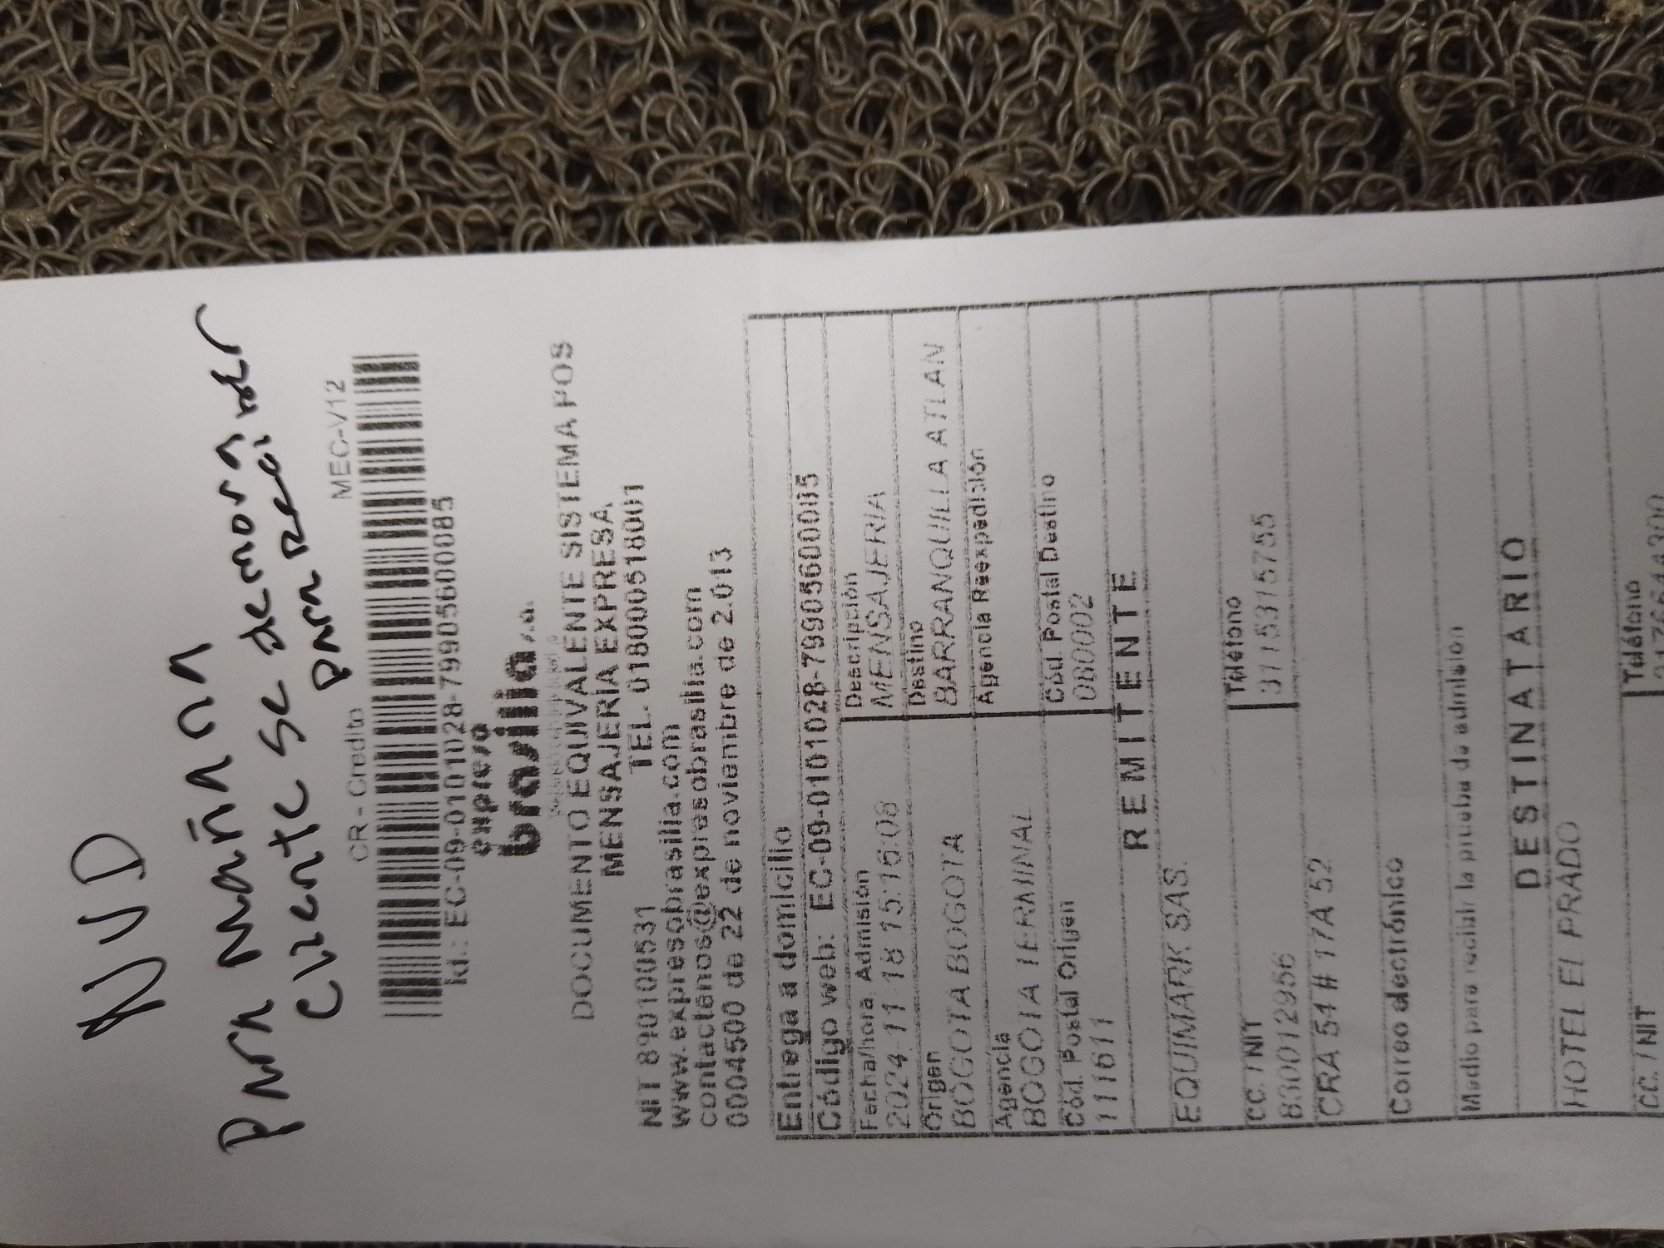 NUD
para mañana
cliente se demora
para recibir
CR - Credito MEC-V12
Id.: EC-09-0101028-7990560085
expreso
brasilia s.a.
DOCUMENTO EQUIVALENTE SISTEMA POS
MENSAJERÍA EXPRESA
NIT 890100531 TEL. 018000518001
www.expresobrasilia.com
contactenos@expresobrasilia.com
0004500 de 22 de noviembre de 2.013
Entrega a domicilio
Código web: EC-09-0101028-7990560085
Fecha/hora Admisión Descripción
2024-11-18 15:16:08 MENSAJERIA
Origen Destino
BOGOTA BOGOTA BARRANQUILLA ATLAN
Agencia Agencia Reexpedición
BOGOTA TERMINAL
Cód. Postal Origen Cód. Postal Destino
111611 080002
REMITENTE
EQUIMARK SAS.
CC. / NIT Teléfono
830012956 3115315755
CRA 54 # 17A 52
Correo electrónico
Medio para recibir la prueba de admisión
DESTINATARIO
HOTEL EL PRADO
CC. / NIT Teléfono